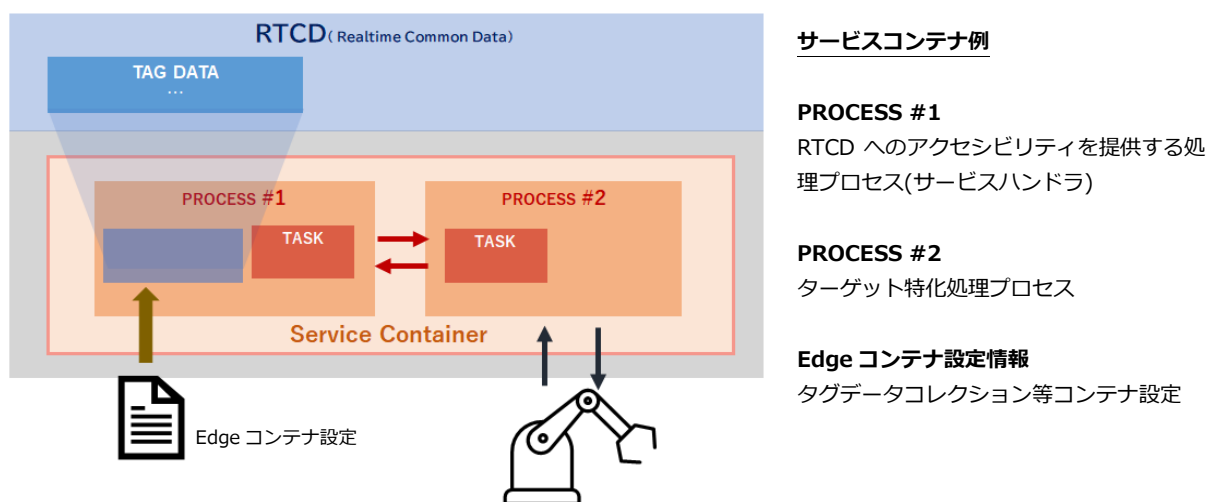 RTCD( Realtime Common Data)
TAG DATA
...
PROCESS #1
TASK
PROCESS #2
TASK
Service Container
Edge コンテナ設定
サービスコンテナ例
PROCESS #1
RTCD へのアクセシビリティを提供する処
理プロセス(サービスハンドラ)
PROCESS #2
ターゲット特化処理プロセス
Edge コンテナ設定情報
タグデータコレクション等コンテナ設定